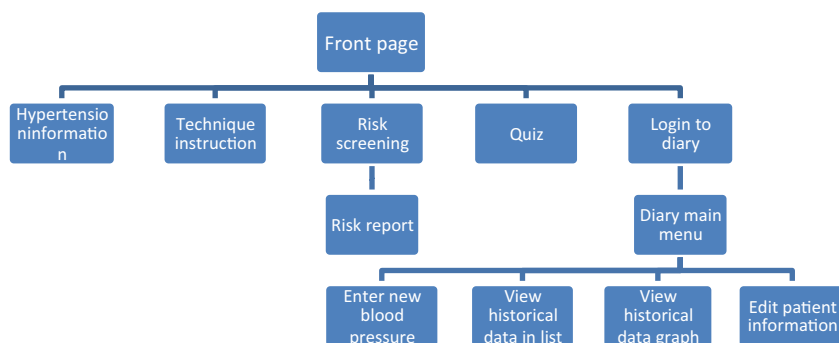 Front page
Hypertensio
ninformatio
n
Technique
instruction
Risk
screening
Quiz
Login to
diary
Risk report
Diary main
menu
Enter new
blood
pressure
View
historical
data in list
View
historical
data graph
Edit patient
information